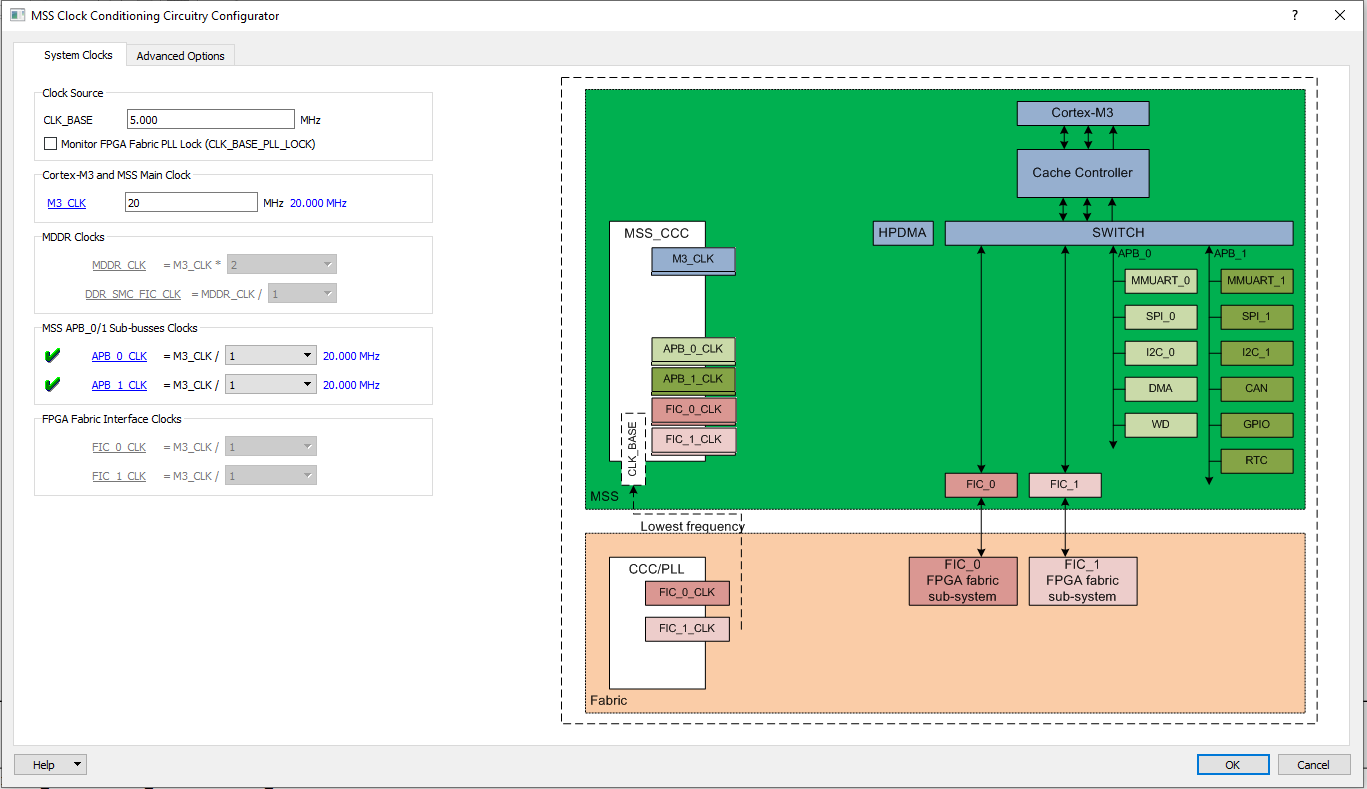 MSS Clock Conditioning Circuitry Configurator
?
System Clocks
Advanced Options
Clock Source
CLK_BASE 5.000 MHz
Monitor FPGA Fabric PLL Lock (CLK_BASE_PLL_LOCK)
Cortex-M3 and MSS Main Clock
M3_CLK 20 MHz 20.000 MHz
MDDR Clocks
MDDR_CLK = M3_CLK * 2
DDR_SMC_FIC_CLK = MDDR_CLK / 1
MSS APB_0/1 Sub-busses Clocks
APB_0_CLK = M3_CLK / 1 20.000 MHz
APB_1_CLK = M3_CLK / 1 20.000 MHz
FPGA Fabric Interface Clocks
FIC_0_CLK = M3_CLK / 1
FIC_1_CLK = M3_CLK / 1
Cortex-M3
Cache Controller
MSS_CCC
HPDMA
SWITCH
M3_CLK
APB_0
APB_1
MMUART_0
MMUART_1
SPI_0
SPI_1
APB_0_CLK
I2C_0
I2C_1
APB_1_CLK
DMA
CAN
FIC_0_CLK
WD
GPIO
FIC_1_CLK
CLK_BASE
RTC
FIC_0
FIC_1
MSS
Lowest frequency
CCC/PLL
FIC_0_CLK
FIC_1_CLK
FIC_0
FPGA fabric
sub-system
FIC_1
FPGA fabric
sub-system
Fabric
Help
OK
Cancel